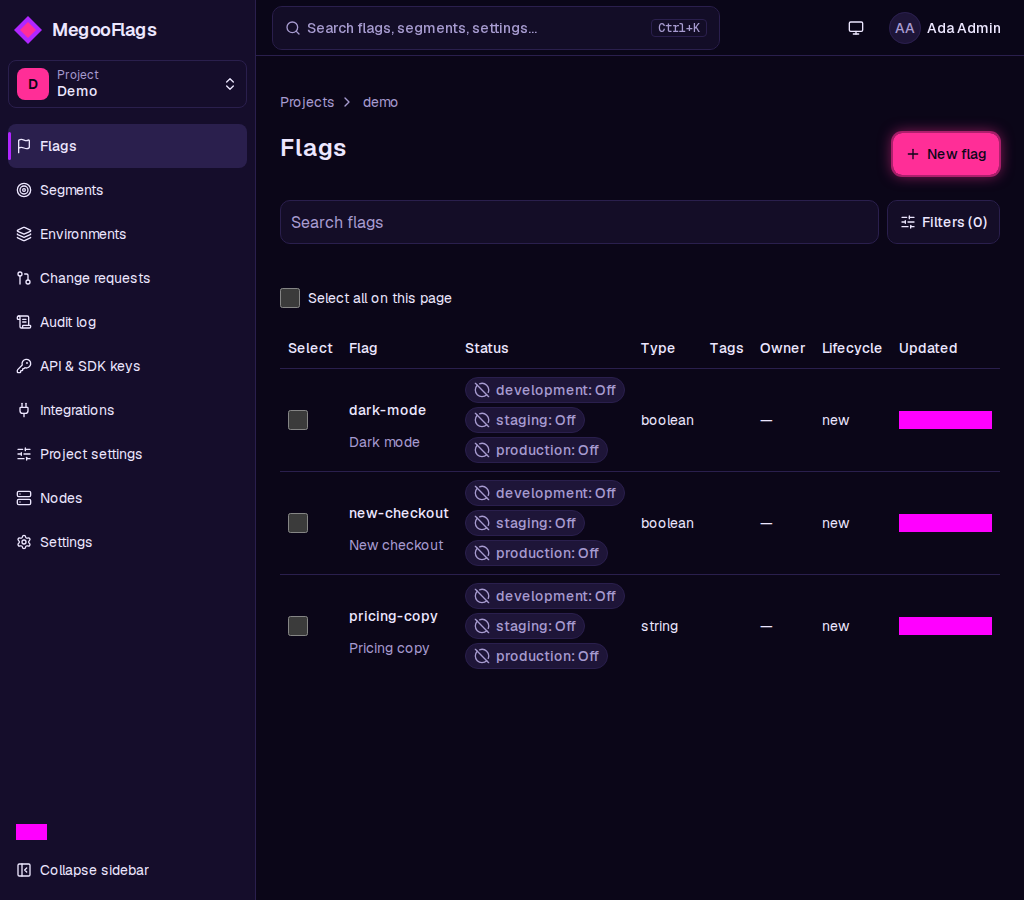 MegooFlags
Search flags, segments, settings...
Ctrl+K
AA
Ada Admin
D
Project
Demo
Flags
Segments
Environments
Change requests
Audit log
API & SDK keys
Integrations
Project settings
Nodes
Settings
Collapse sidebar
Projects > demo
Flags
+ New flag
Search flags
Filters (0)
Select all on this page
Select Flag Status Type Tags Owner Lifecycle Updated
dark-mode
Dark mode
development: Off
staging: Off
production: Off
boolean — new
new-checkout
New checkout
development: Off
staging: Off
production: Off
boolean — new
pricing-copy
Pricing copy
development: Off
staging: Off
production: Off
string — new